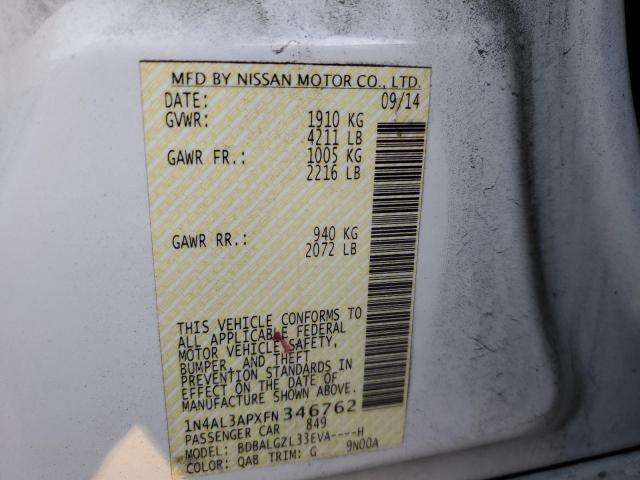 MFD BY NISSAN MOTOR CO., LTD.
DATE: 09/14
GVWR: 1910 KG
4211 LB
GAWR FR.: 1005 KG
2216 LB
GAWR RR.: 940 KG
2072 LB
THIS VEHICLE CONFORMS TO
ALL APPLICABLE FEDERAL
MOTOR VEHICLE SAFETY,
BUMPER, AND THEFT
PREVENTION STANDARDS IN
EFFECT ON THE DATE OF
MANUFACTURE SHOWN ABOVE.
1N4AL3APXFN346762
PASSENGER CAR 849
MODEL: BDBALGZL33EVA----H
COLOR: QAB TRIM: G 9N00A